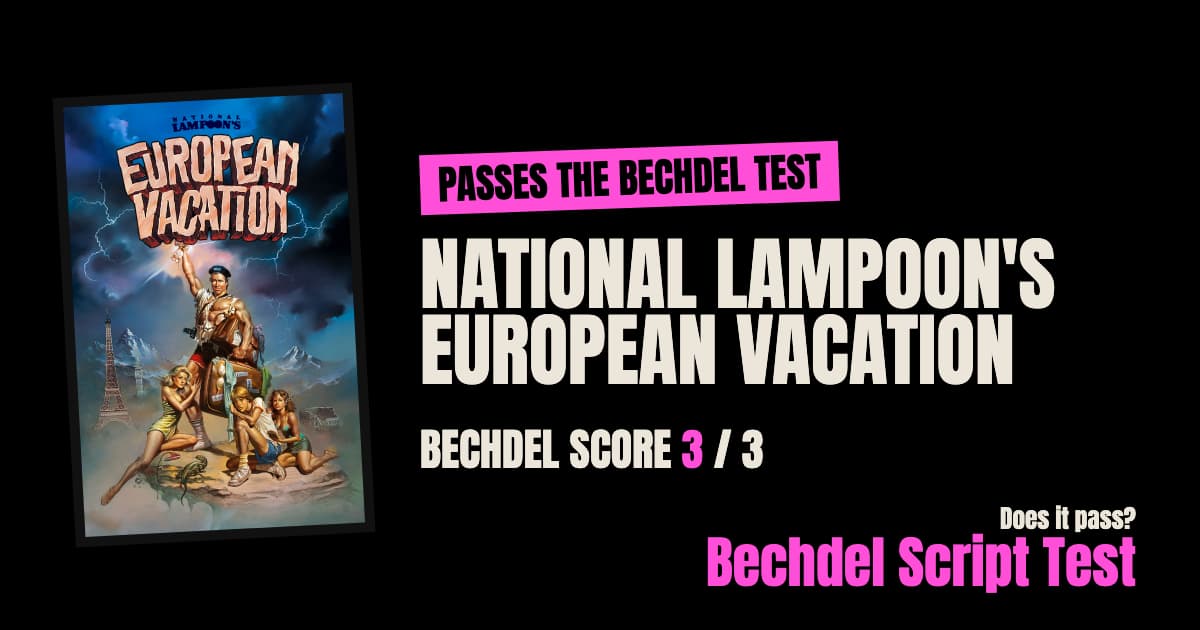 NATIONAL
LAMPOON'S
EUROPEAN
VACATION
PASSES THE BECHDEL TEST
NATIONAL LAMPOON'S
EUROPEAN VACATION
BECHDEL SCORE 3 / 3
Does it pass?
Bechdel Script Test